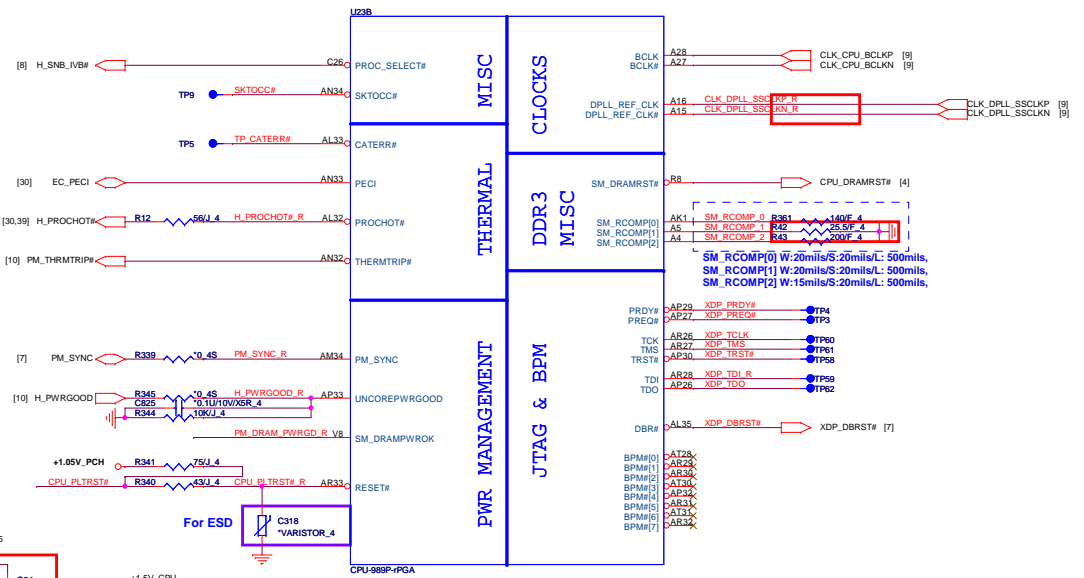 U23B
[8] H_SNB_IVB# C26 PROC_SELECT#
TP9 SKTOCC# AN34 SKTOCC#
MISC
TP5 TP_CATERR# AL33 CATERR#
[30] EC_PECI AN33 PECI
[30,39] H_PROCHOT# R12 56/J_4 H_PROCHOT#_R AL32 PROCHOT#
[10] PM_THRMTRIP# AN32 THERMTRIP#
THERMAL
[7] PM_SYNC R339 *0_4S PM_SYNC_R AM34 PM_SYNC
[10] H_PWRGOOD R345 *0_4S H_PWRGOOD_R AP33 UNCOREPWRGOOD
C825 *0.1U/10V/X5R_4
R344 10K/J_4
PM_DRAM_PWRGD_R V8 SM_DRAMPWROK
+1.05V_PCH R341 75/J_4
CPU_PLTRST# R340 43/J_4 CPU_PLTRST#_R AR33 RESET#
PWR MANAGEMENT
For ESD
C318
*VARISTOR_4
CPU-989P-rPGA
CLOCKS
BCLK A28 CLK_CPU_BCLKP [9]
BCLK# A27 CLK_CPU_BCLKN [9]
DPLL_REF_CLK A16 CLK_DPLL_SSCLKP_R CLK_DPLL_SSCLKP [9]
DPLL_REF_CLK# A15 CLK_DPLL_SSCLKN_R CLK_DPLL_SSCLKN [9]
DDR3
MISC
SM_DRAMRST# R8 CPU_DRAMRST# [4]
SM_RCOMP[0] AK1 SM_RCOMP_0 R361 140/F_4
SM_RCOMP[1] A5 SM_RCOMP_1 R42 25.5/F_4
SM_RCOMP[2] A4 SM_RCOMP_2 R43 200/F_4
SM_RCOMP[0] W:20mils/S:20mils/L: 500mils,
SM_RCOMP[1] W:20mils/S:20mils/L: 500mils,
SM_RCOMP[2] W:15mils/S:20mils/L: 500mils,
JTAG & BPM
PRDY# AP29 XDP_PRDY# TP4
PREQ# AP27 XDP_PREQ# TP3
TCK AR26 XDP_TCLK TP60
TMS AR27 XDP_TMS TP61
TRST# AP30 XDP_TRST# TP58
TDI AR28 XDP_TDI_R TP59
TDO AP26 XDP_TDO TP62
DBR# AL35 XDP_DBRST# XDP_DBRST# [7]
BPM#[0] AT28
BPM#[1] AR29
BPM#[2] AR30
BPM#[3] AT30
BPM#[4] AP32
BPM#[5] AR31
BPM#[6] AT31
BPM#[7] AR32